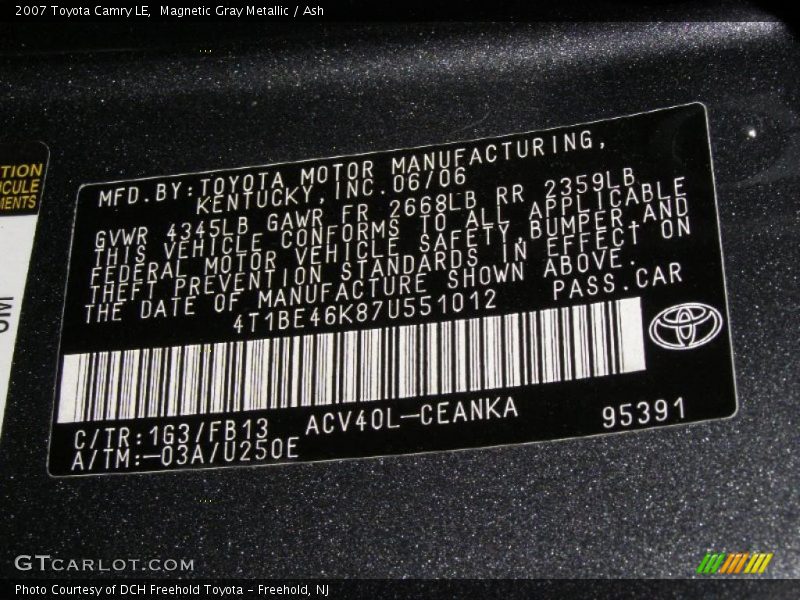 2007 Toyota Camry LE,  Magnetic Gray Metallic / Ash
TION
ICULE
MENTS
MFD.BY:TOYOTA MOTOR MANUFACTURING,
KENTUCKY,INC.06/06
GVWR 4345LB GAWR FR 2668LB RR 2359LB
THIS VEHICLE CONFORMS TO ALL APPLICABLE
FEDERAL MOTOR VEHICLE SAFETY,BUMPER,AND
THEFT PREVENTION STANDARDS IN EFFECT ON
THE DATE OF MANUFACTURE SHOWN ABOVE.
4T1BE46K87U551012 PASS.CAR
C/TR:1G3/FB13 ACV40L-CEANKA 95391
A/TM:-03A/U250E
GTCARLOT.COM
Photo Courtesy of DCH Freehold Toyota - Freehold, NJ